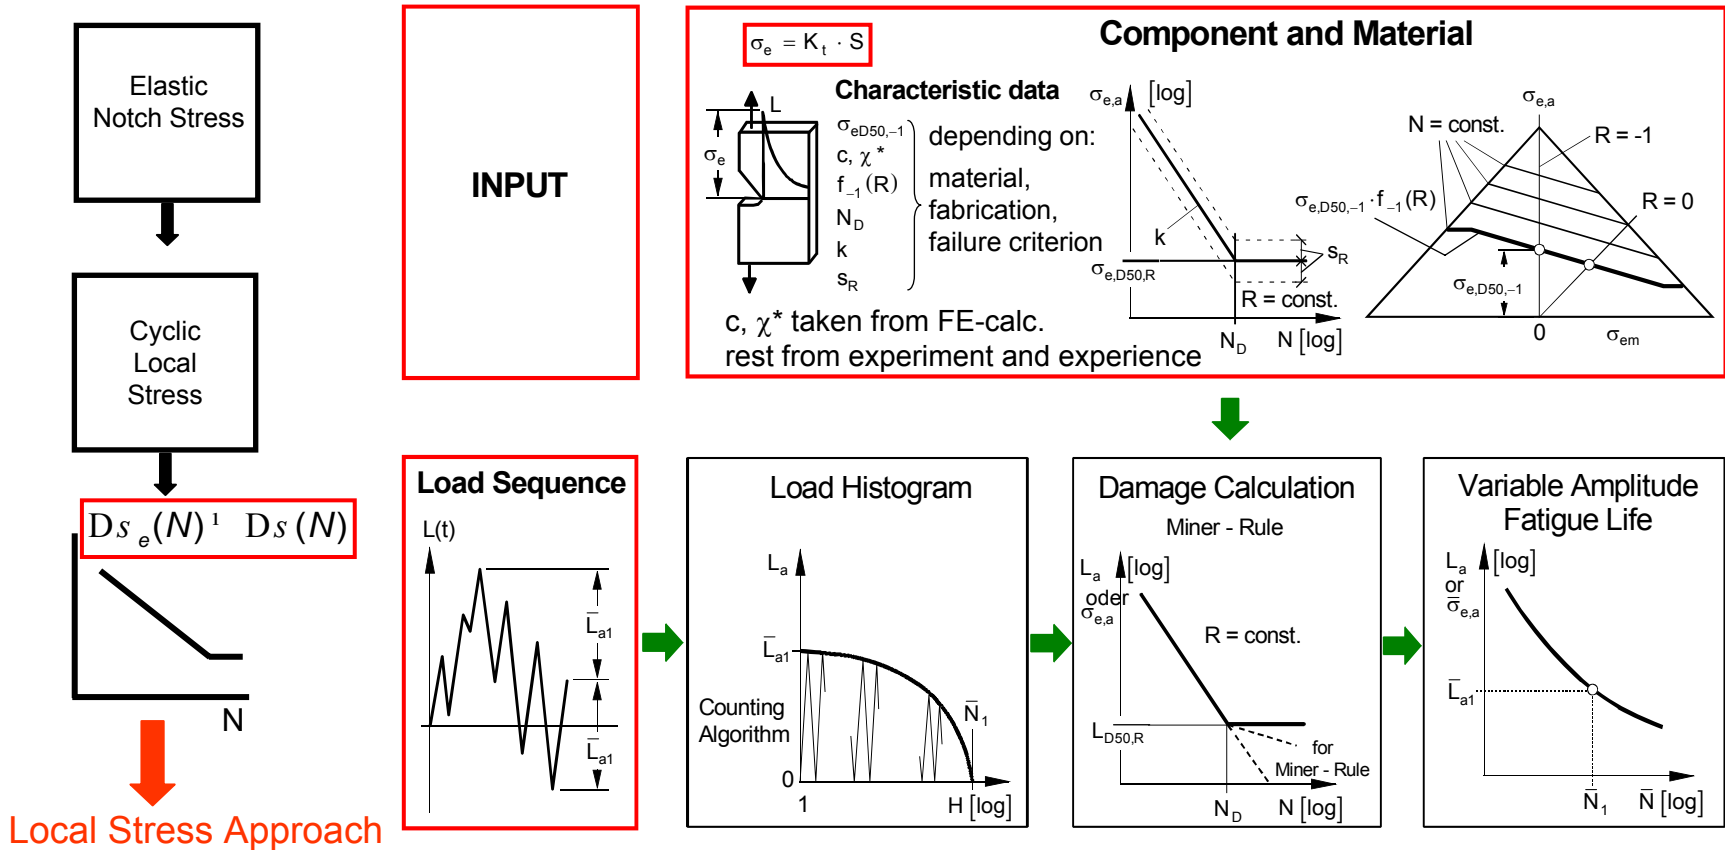 Elastic
Notch Stress
Cyclic
Local
Stress
Ds e(N) ¹ Ds(N)
N
Local Stress Approach
INPUT
σe = Kt · S
Component and Material
L
σe
Characteristic data
σeD50,−1
c, χ*
f−1(R)
ND
k
sR
depending on:
material,
fabrication,
failure criterion
c, χ* taken from FE-calc.
rest from experiment and experience
σe,a [log]
k
σe,D50,R
sR
R = const.
ND N [log]
σe,a
N = const.
R = -1
σe,D50,−1 · f−1(R)
R = 0
σe,D50,−1
0
σem
Load Sequence
L(t)
L̄a1
L̄a1
Load Histogram
La
L̄a1
Counting
Algorithm
N̄1
0
1
H [log]
Damage Calculation
Miner - Rule
La [log]
oder
σe,a
R = const.
LD50,R
for
Miner - Rule
ND N [log]
Variable Amplitude
Fatigue Life
La [log]
or
σ̄e,a
L̄a1
N̄1 N̄ [log]